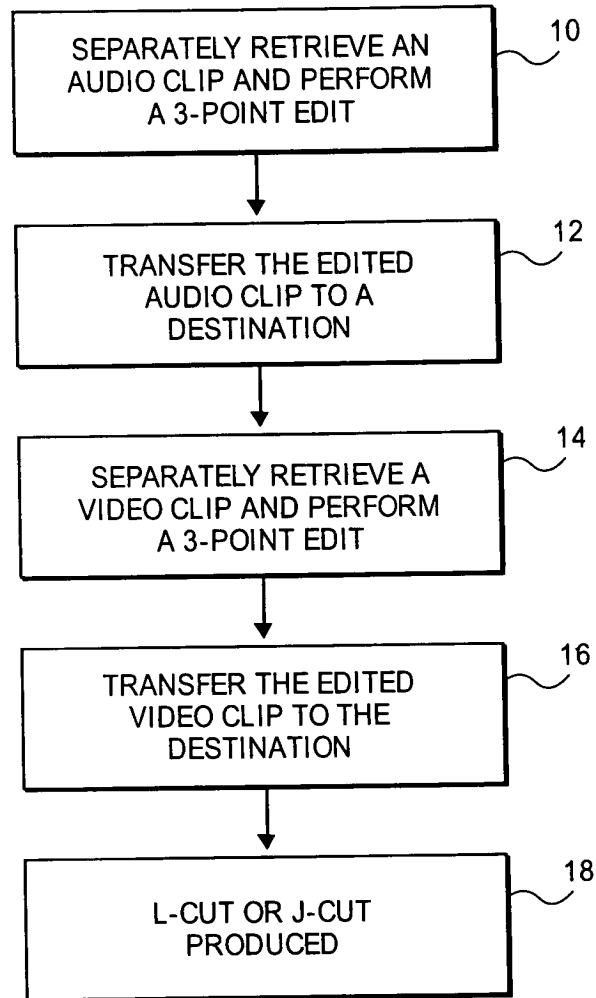 SEPARATELY RETRIEVE AN
AUDIO CLIP AND PERFORM
A 3-POINT EDIT
10
TRANSFER THE EDITED
AUDIO CLIP TO A
DESTINATION
12
SEPARATELY RETRIEVE A
VIDEO CLIP AND PERFORM
A 3-POINT EDIT
14
TRANSFER THE EDITED
VIDEO CLIP TO THE
DESTINATION
16
L-CUT OR J-CUT
PRODUCED
18